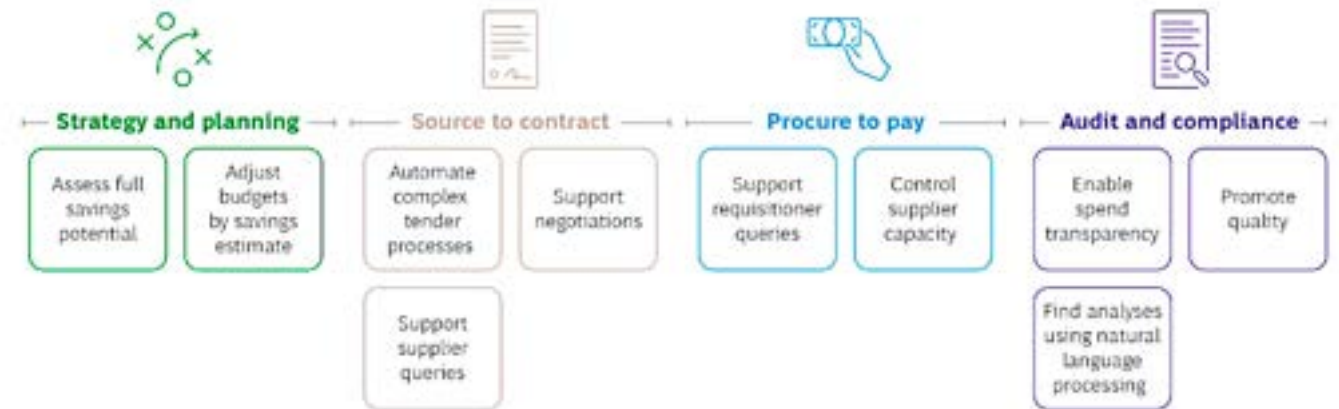 Strategy and planning
Source to contract
Procure to pay
Audit and compliance
Assess full
savings
potential
Adjust
budgets
by savings
estimate
Automate
complex
tender
processes
Support
negotiations
Support
requisitioner
queries
Control
supplier
capacity
Enable
spend
transparency
Promote
quality
Support
supplier
queries
Find analyses
using natural
language
processing